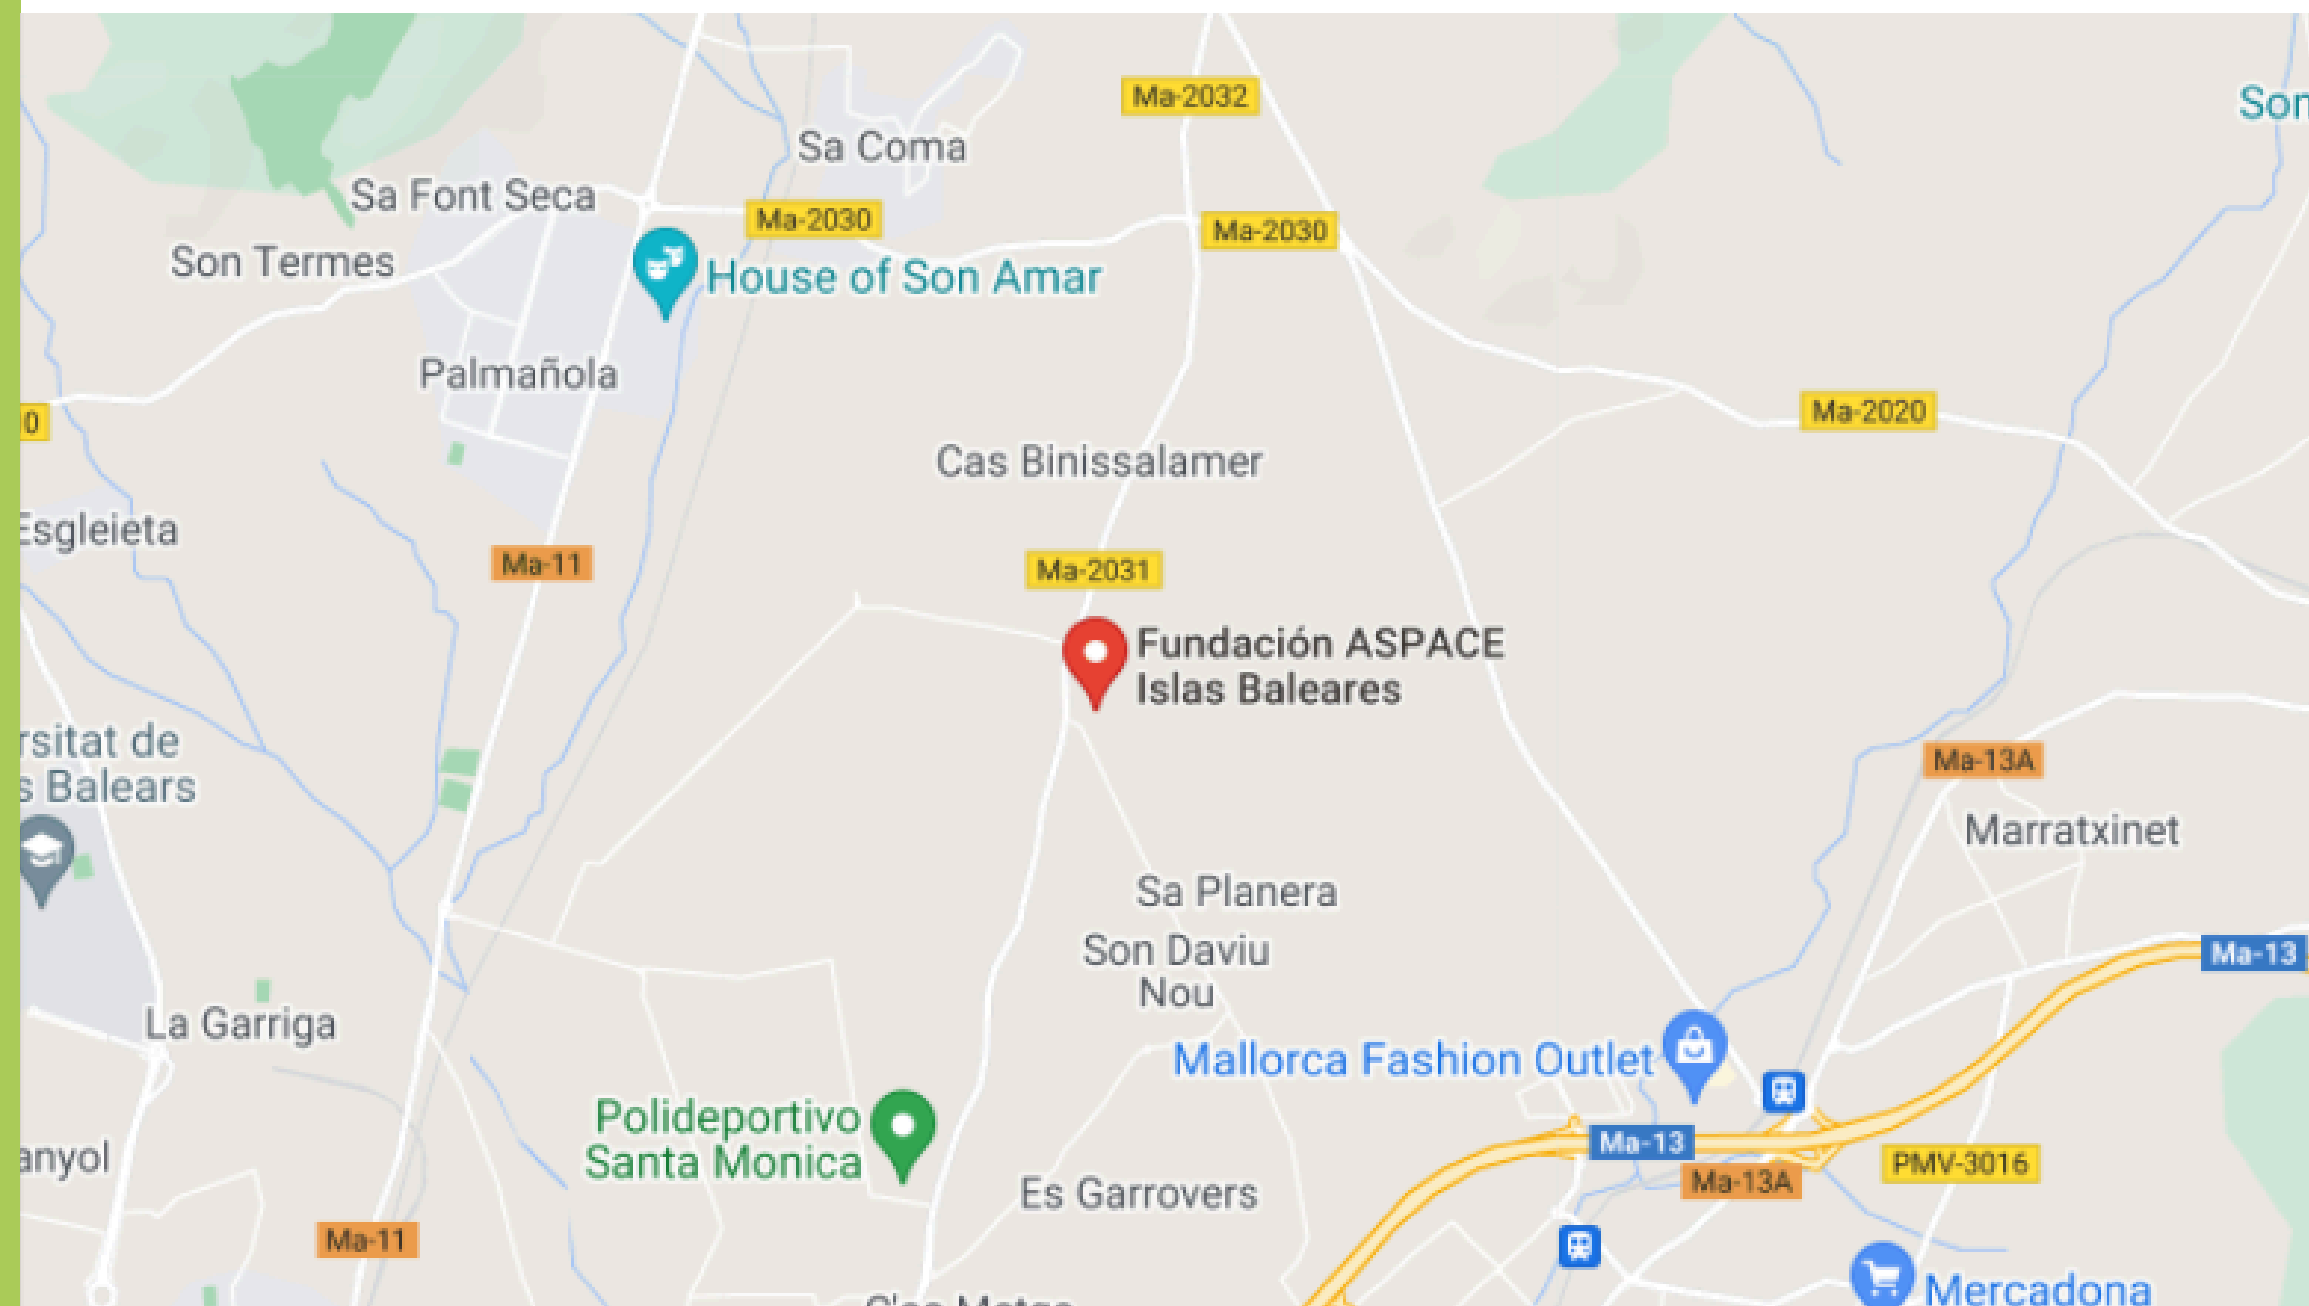 Ma-2032
Son
Sa Coma
Sa Font Seca
Ma-2030
Ma-2030
Son Termes
House of Son Amar
Palmañola
Ma-2020
0
Cas Binissalamer
Esgleieta
Ma-11
Ma-2031
Fundación ASPACE
Islas Baleares
rsitat de
s Balears
Ma-13A
Marratxinet
Sa Planera
Son Daviu
Nou
Ma-13
La Garriga
Mallorca Fashion Outlet
Polideportivo
Santa Monica
Ma-13
anyol
PMV-3016
Ma-13A
Es Garrovers
Ma-11
Mercadona